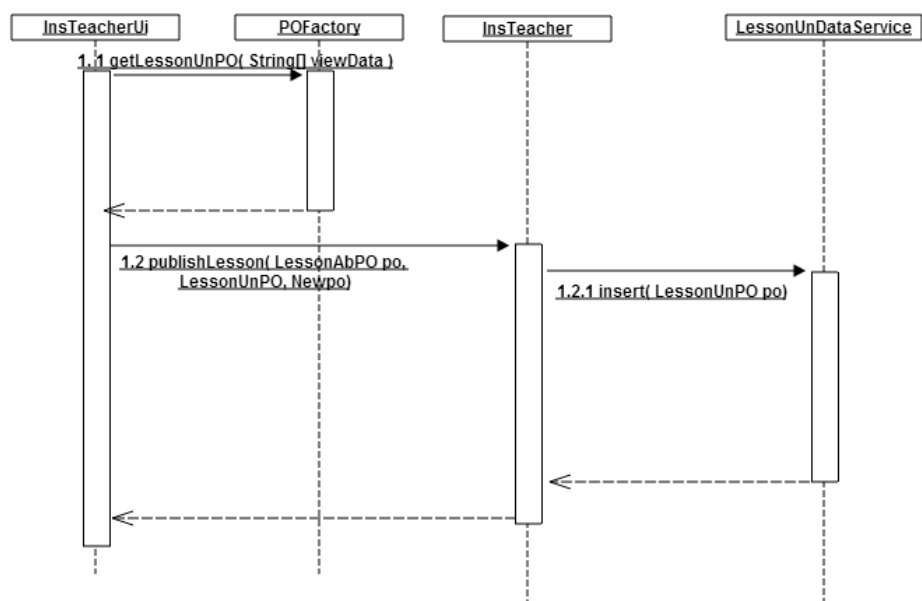 InsTeacherUi
POFactory
InsTeacher
LessonUnDataService
1. 1 getLessonUnPO( String[] viewData )
1.2 publishLesson( LessonAbPO po,
LessonUnPO, Newpo)
1.2.1 insert( LessonUnPO po)